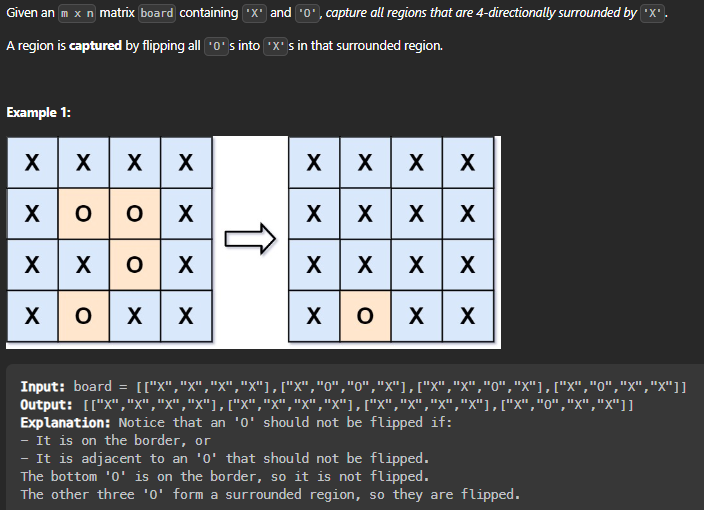 Given an m x n matrix board containing 'X' and 'O', capture all regions that are 4-directionally surrounded by 'X'.
A region is captured by flipping all 'O's into 'X's in that surrounded region.
Example 1:
X X X X X X X X
X O O X X X X X
X X O X X X X X
X O X X X O X X
Input: board = [["X","X","X","X"],["X","O","O","X"],["X","X","O","X"],["X","O","X","X"]]
Output: [["X","X","X","X"],["X","X","X","X"],["X","X","X","X"],["X","O","X","X"]]
Explanation: Notice that an 'O' should not be flipped if:
- It is on the border, or
- It is adjacent to an 'O' that should not be flipped.
The bottom 'O' is on the border, so it is not flipped.
The other three 'O' form a surrounded region, so they are flipped.